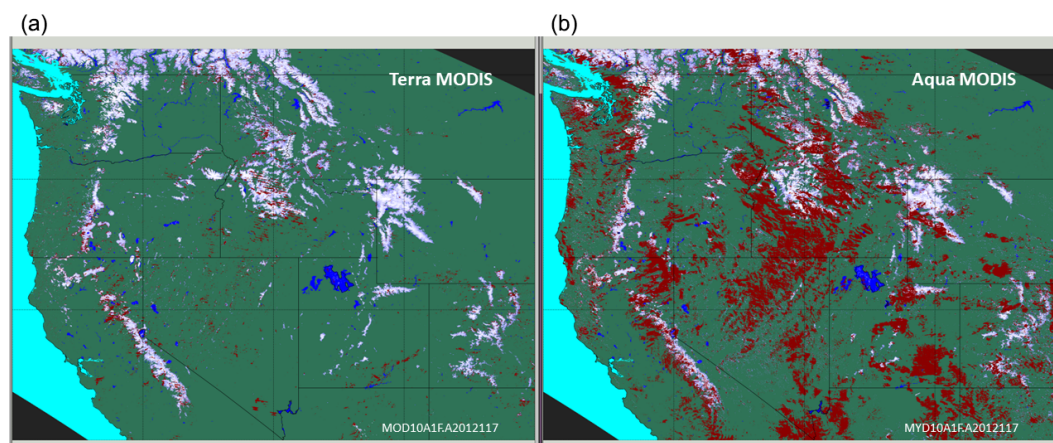 (a)
(b)
Terra MODIS
Aqua MODIS
MOD10A1F.A2012117
MYD10A1F.A2012117